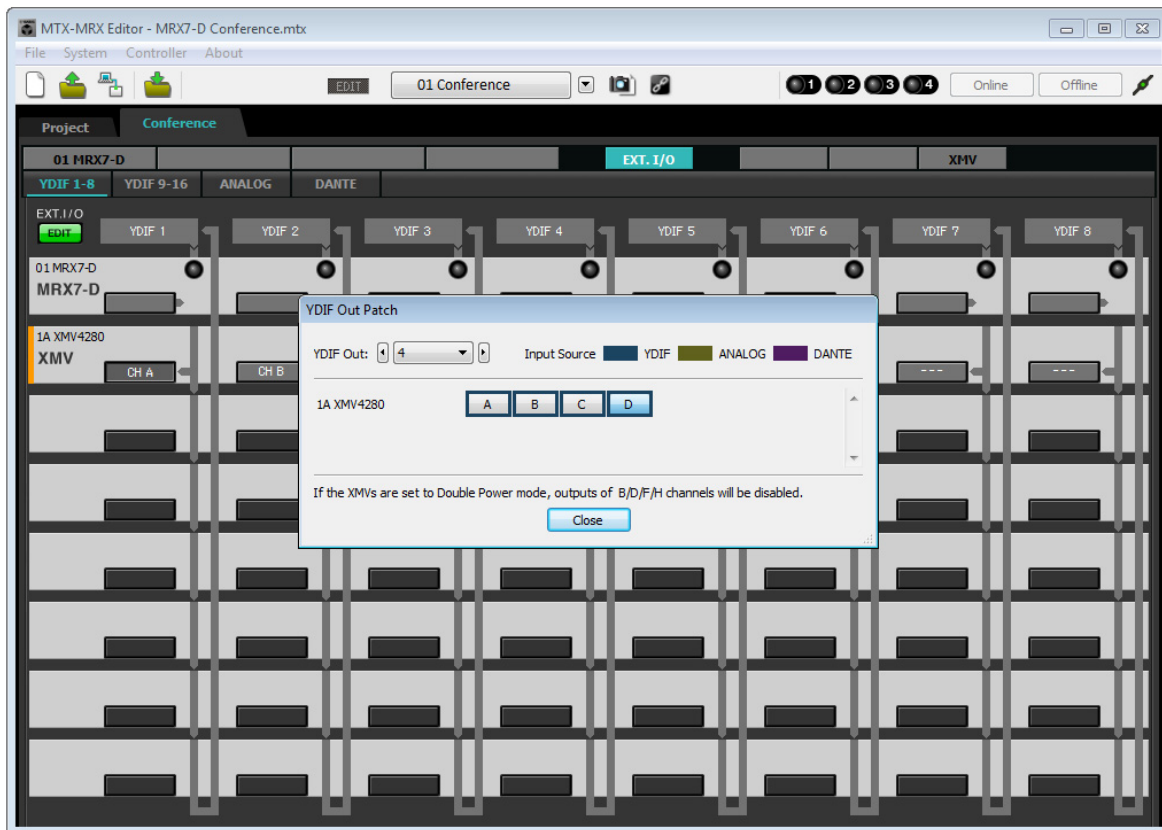 MTX-MRX Editor - MRX7-D Conference.mtx
File System Controller About
EDIT 01 Conference 1 2 3 4 Online Offline
Project Conference
01 MRX7-D EXT. I/O XMV
YDIF 1-8 YDIF 9-16 ANALOG DANTE
EXT.I/O
EDIT YDIF 1 YDIF 2 YDIF 3 YDIF 4 YDIF 5 YDIF 6 YDIF 7 YDIF 8
01 MRX7-D
MRX7-D
1A XMV4280
XMV
CH A CH B --- ---
YDIF Out Patch
YDIF Out: 4 Input Source YDIF ANALOG DANTE
1A XMV4280 A B C D
If the XMVs are set to Double Power mode, outputs of B/D/F/H channels will be disabled.
Close